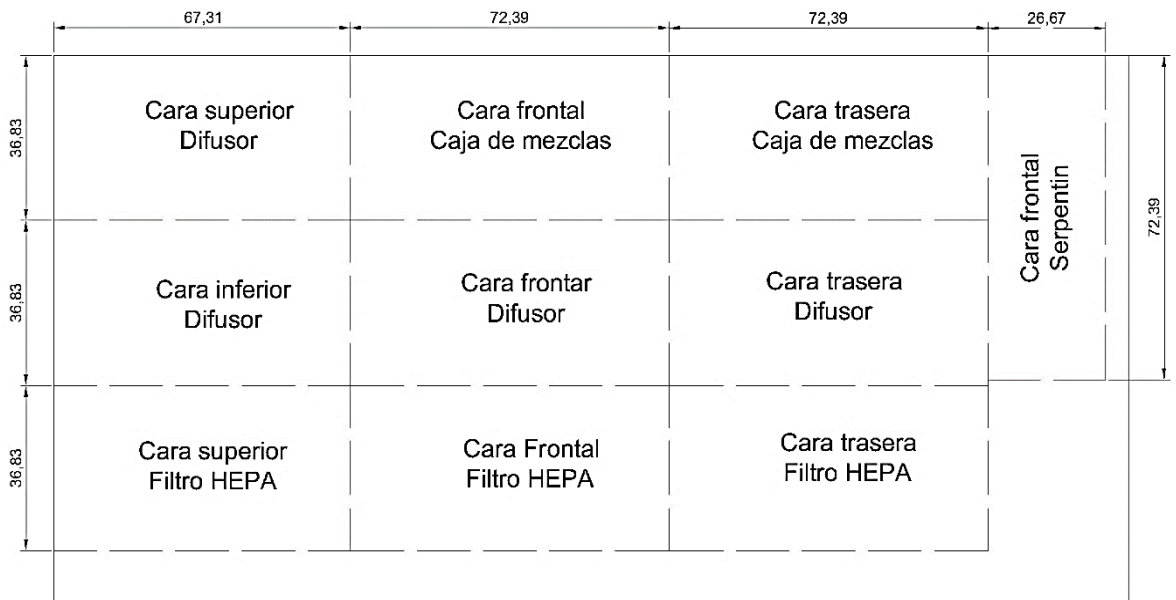 67,31
72,39
72,39
26,67
36,83
Cara superior
Difusor
Cara frontal
Caja de mezclas
Cara trasera
Caja de mezclas
Cara frontal
Serpentin
72,39
36,83
Cara inferior
Difusor
Cara frontar
Difusor
Cara trasera
Difusor
36,83
Cara superior
Filtro HEPA
Cara Frontal
Filtro HEPA
Cara trasera
Filtro HEPA